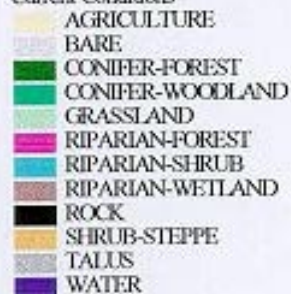 AGRICULTURE
BARE
CONIFER-FOREST
CONIFER-WOODLAND
GRASSLAND
RIPARIAN-FOREST
RIPARIAN-SHRUB
RIPARIAN-WETLAND
ROCK
SHRUB-STEPPE
TALUS
WATER